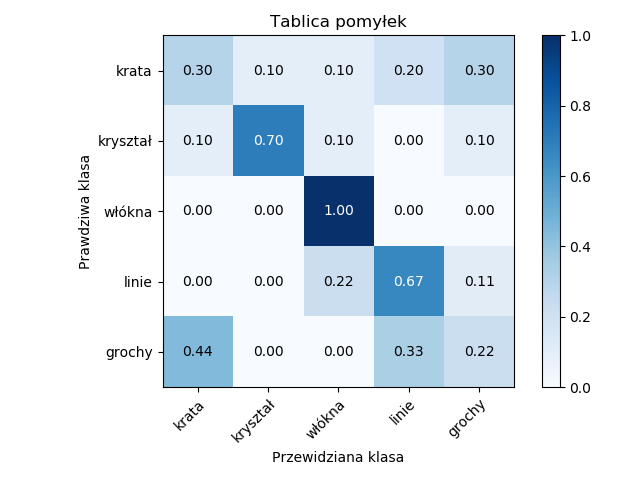 Tablica pomyłek
Prawdziwa klasa
krata 0.30 0.10 0.10 0.20 0.30
kryształ 0.10 0.70 0.10 0.00 0.10
włókna 0.00 0.00 1.00 0.00 0.00
linie 0.00 0.00 0.22 0.67 0.11
grochy 0.44 0.00 0.00 0.33 0.22
krata kryształ włókna linie grochy
Przewidziana klasa
1.0
0.8
0.6
0.4
0.2
0.0